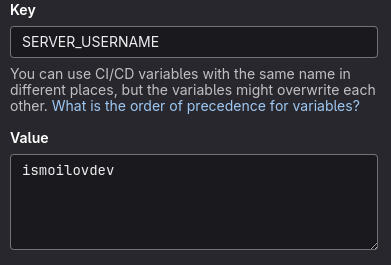 Key
SERVER_USERNAME
You can use CI/CD variables with the same name in
different places, but the variables might overwrite each
other. What is the order of precedence for variables?
Value
ismoilovdev